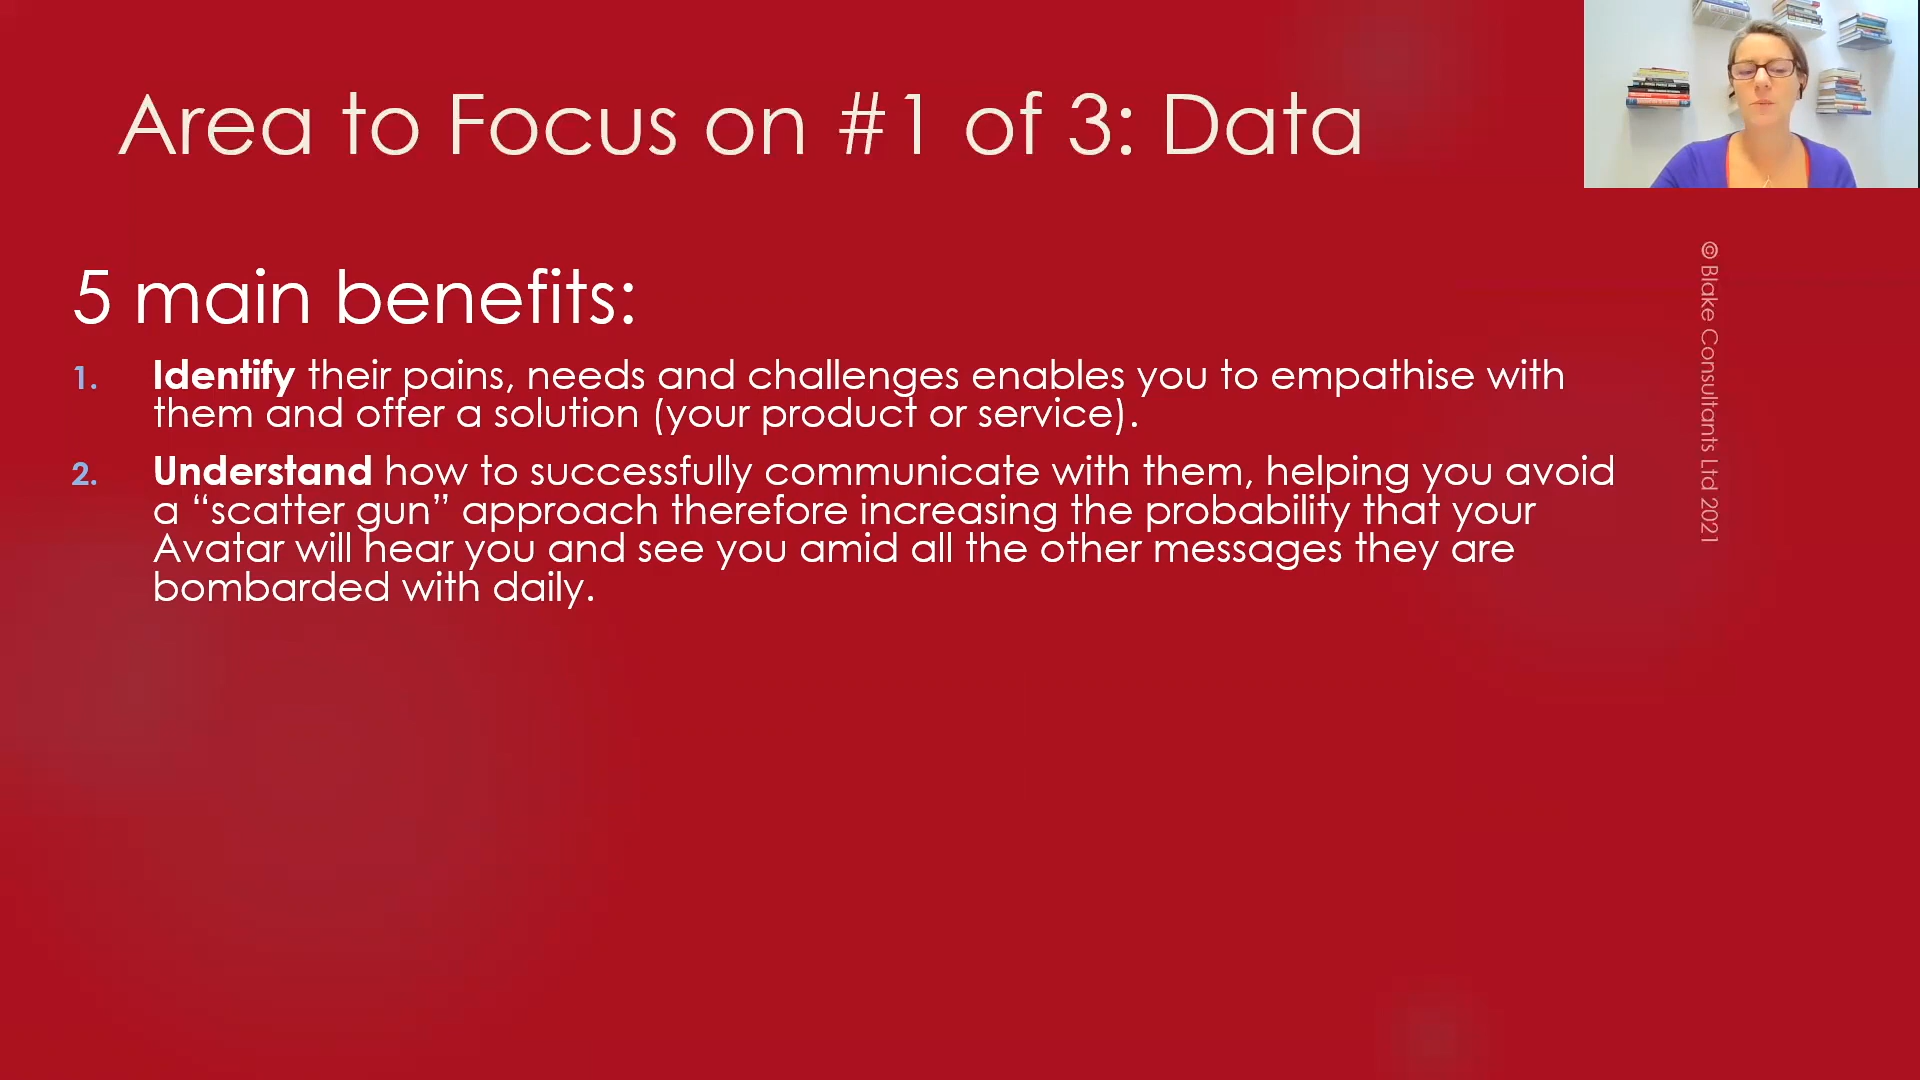 Area to Focus on #1 of 3: Data
5 main benefits:
1. Identify their pains, needs and challenges enables you to empathise with
them and offer a solution (your product or service).
2. Understand how to successfully communicate with them, helping you avoid
a “scatter gun” approach therefore increasing the probability that your
Avatar will hear you and see you amid all the other messages they are
bombarded with daily.
© Blake Consultants Ltd 2021